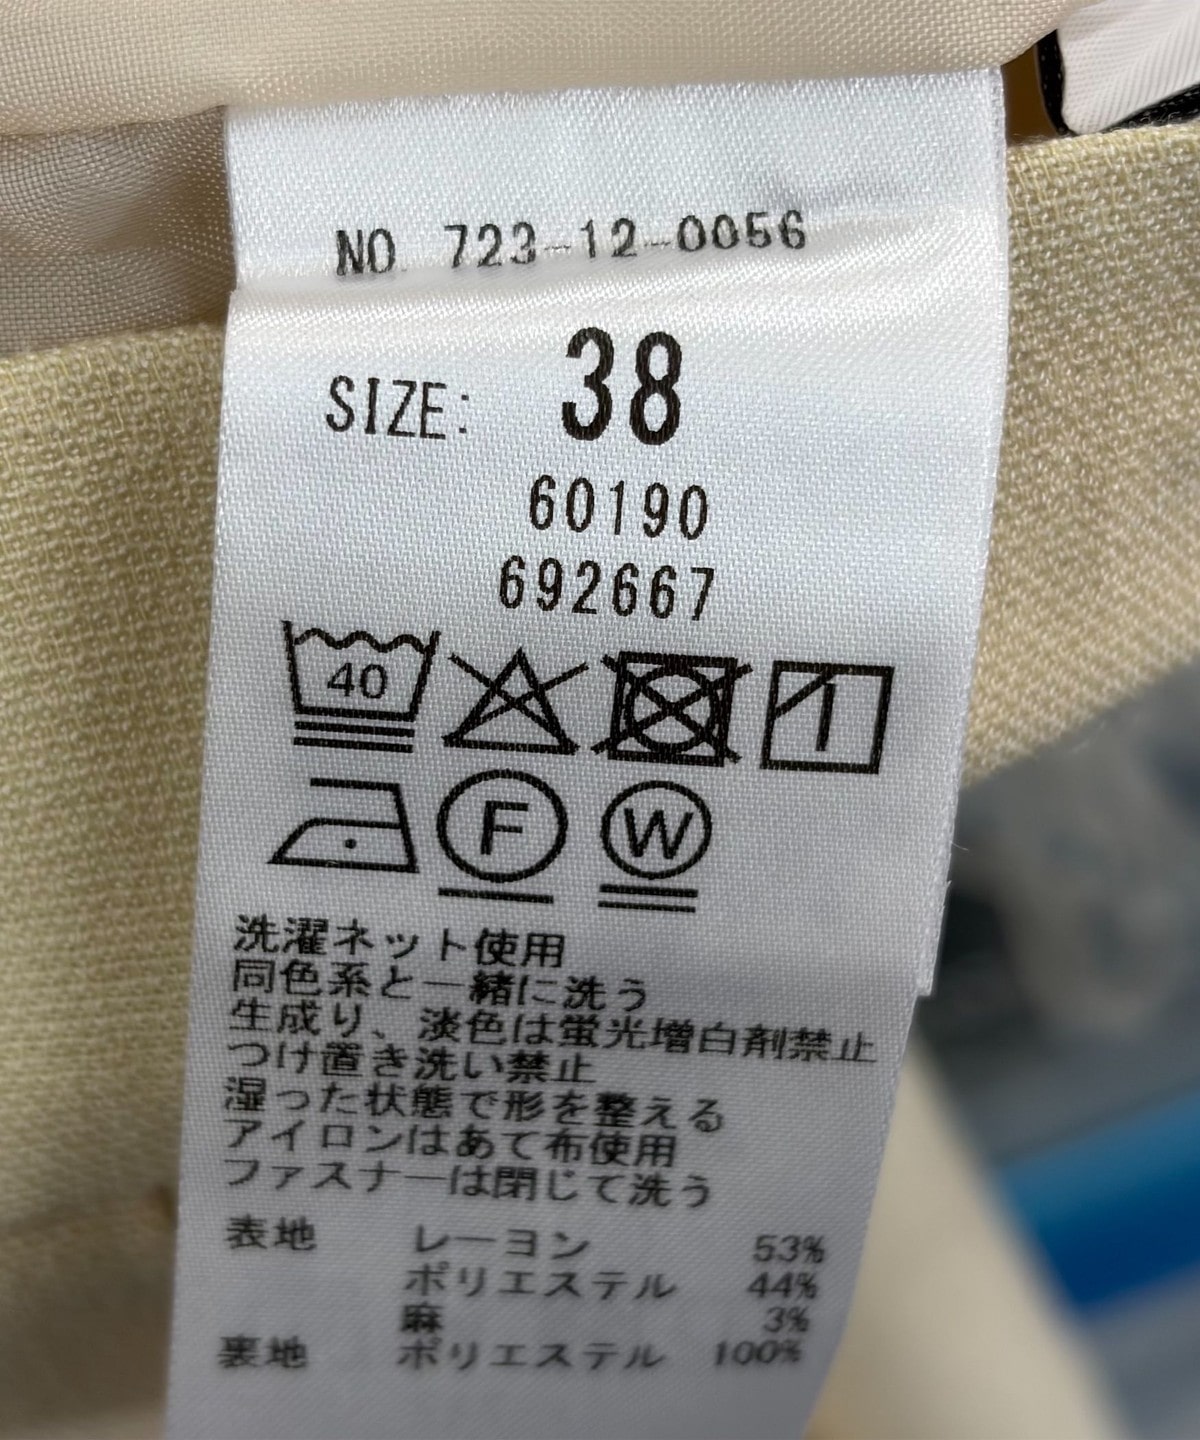 NO. 723-12-0056
SIZE: 38
60190
692667
40
F W
洗濯ネット使用
同色系と一緒に洗う
生成り、淡色は蛍光増白剤禁止
つけ置き洗い禁止
湿った状態で形を整える
アイロンはあて布使用
ファスナーは閉じて洗う
表地 レーヨン 53%
ポリエステル 44%
麻 3%
裏地 ポリエステル 100%